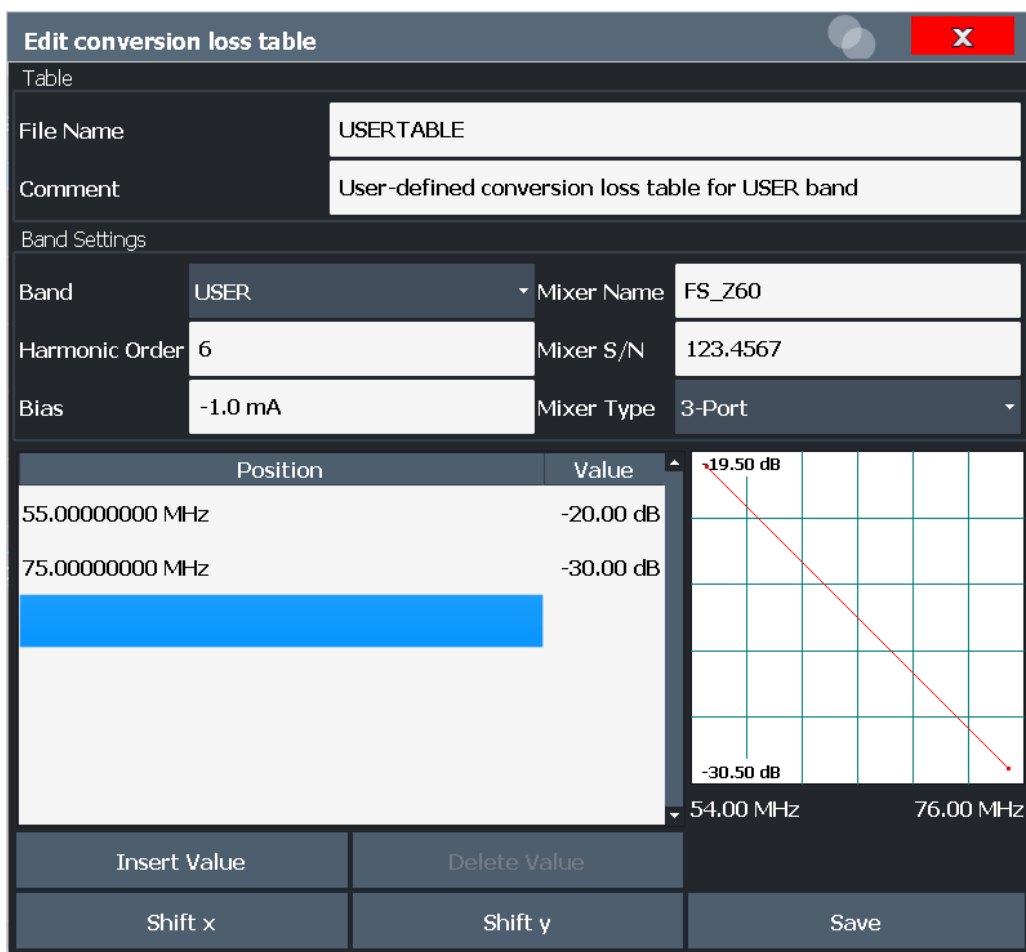 Edit conversion loss table
X
Table
File Name
USERTABLE
Comment
User-defined conversion loss table for USER band
Band Settings
Band USER Mixer Name FS_Z60
Harmonic Order 6 Mixer S/N 123.4567
Bias -1.0 mA Mixer Type 3-Port
Position Value
55.00000000 MHz -20.00 dB
75.00000000 MHz -30.00 dB
-19.50 dB
-30.50 dB
54.00 MHz 76.00 MHz
Insert Value Delete Value
Shift x Shift y Save